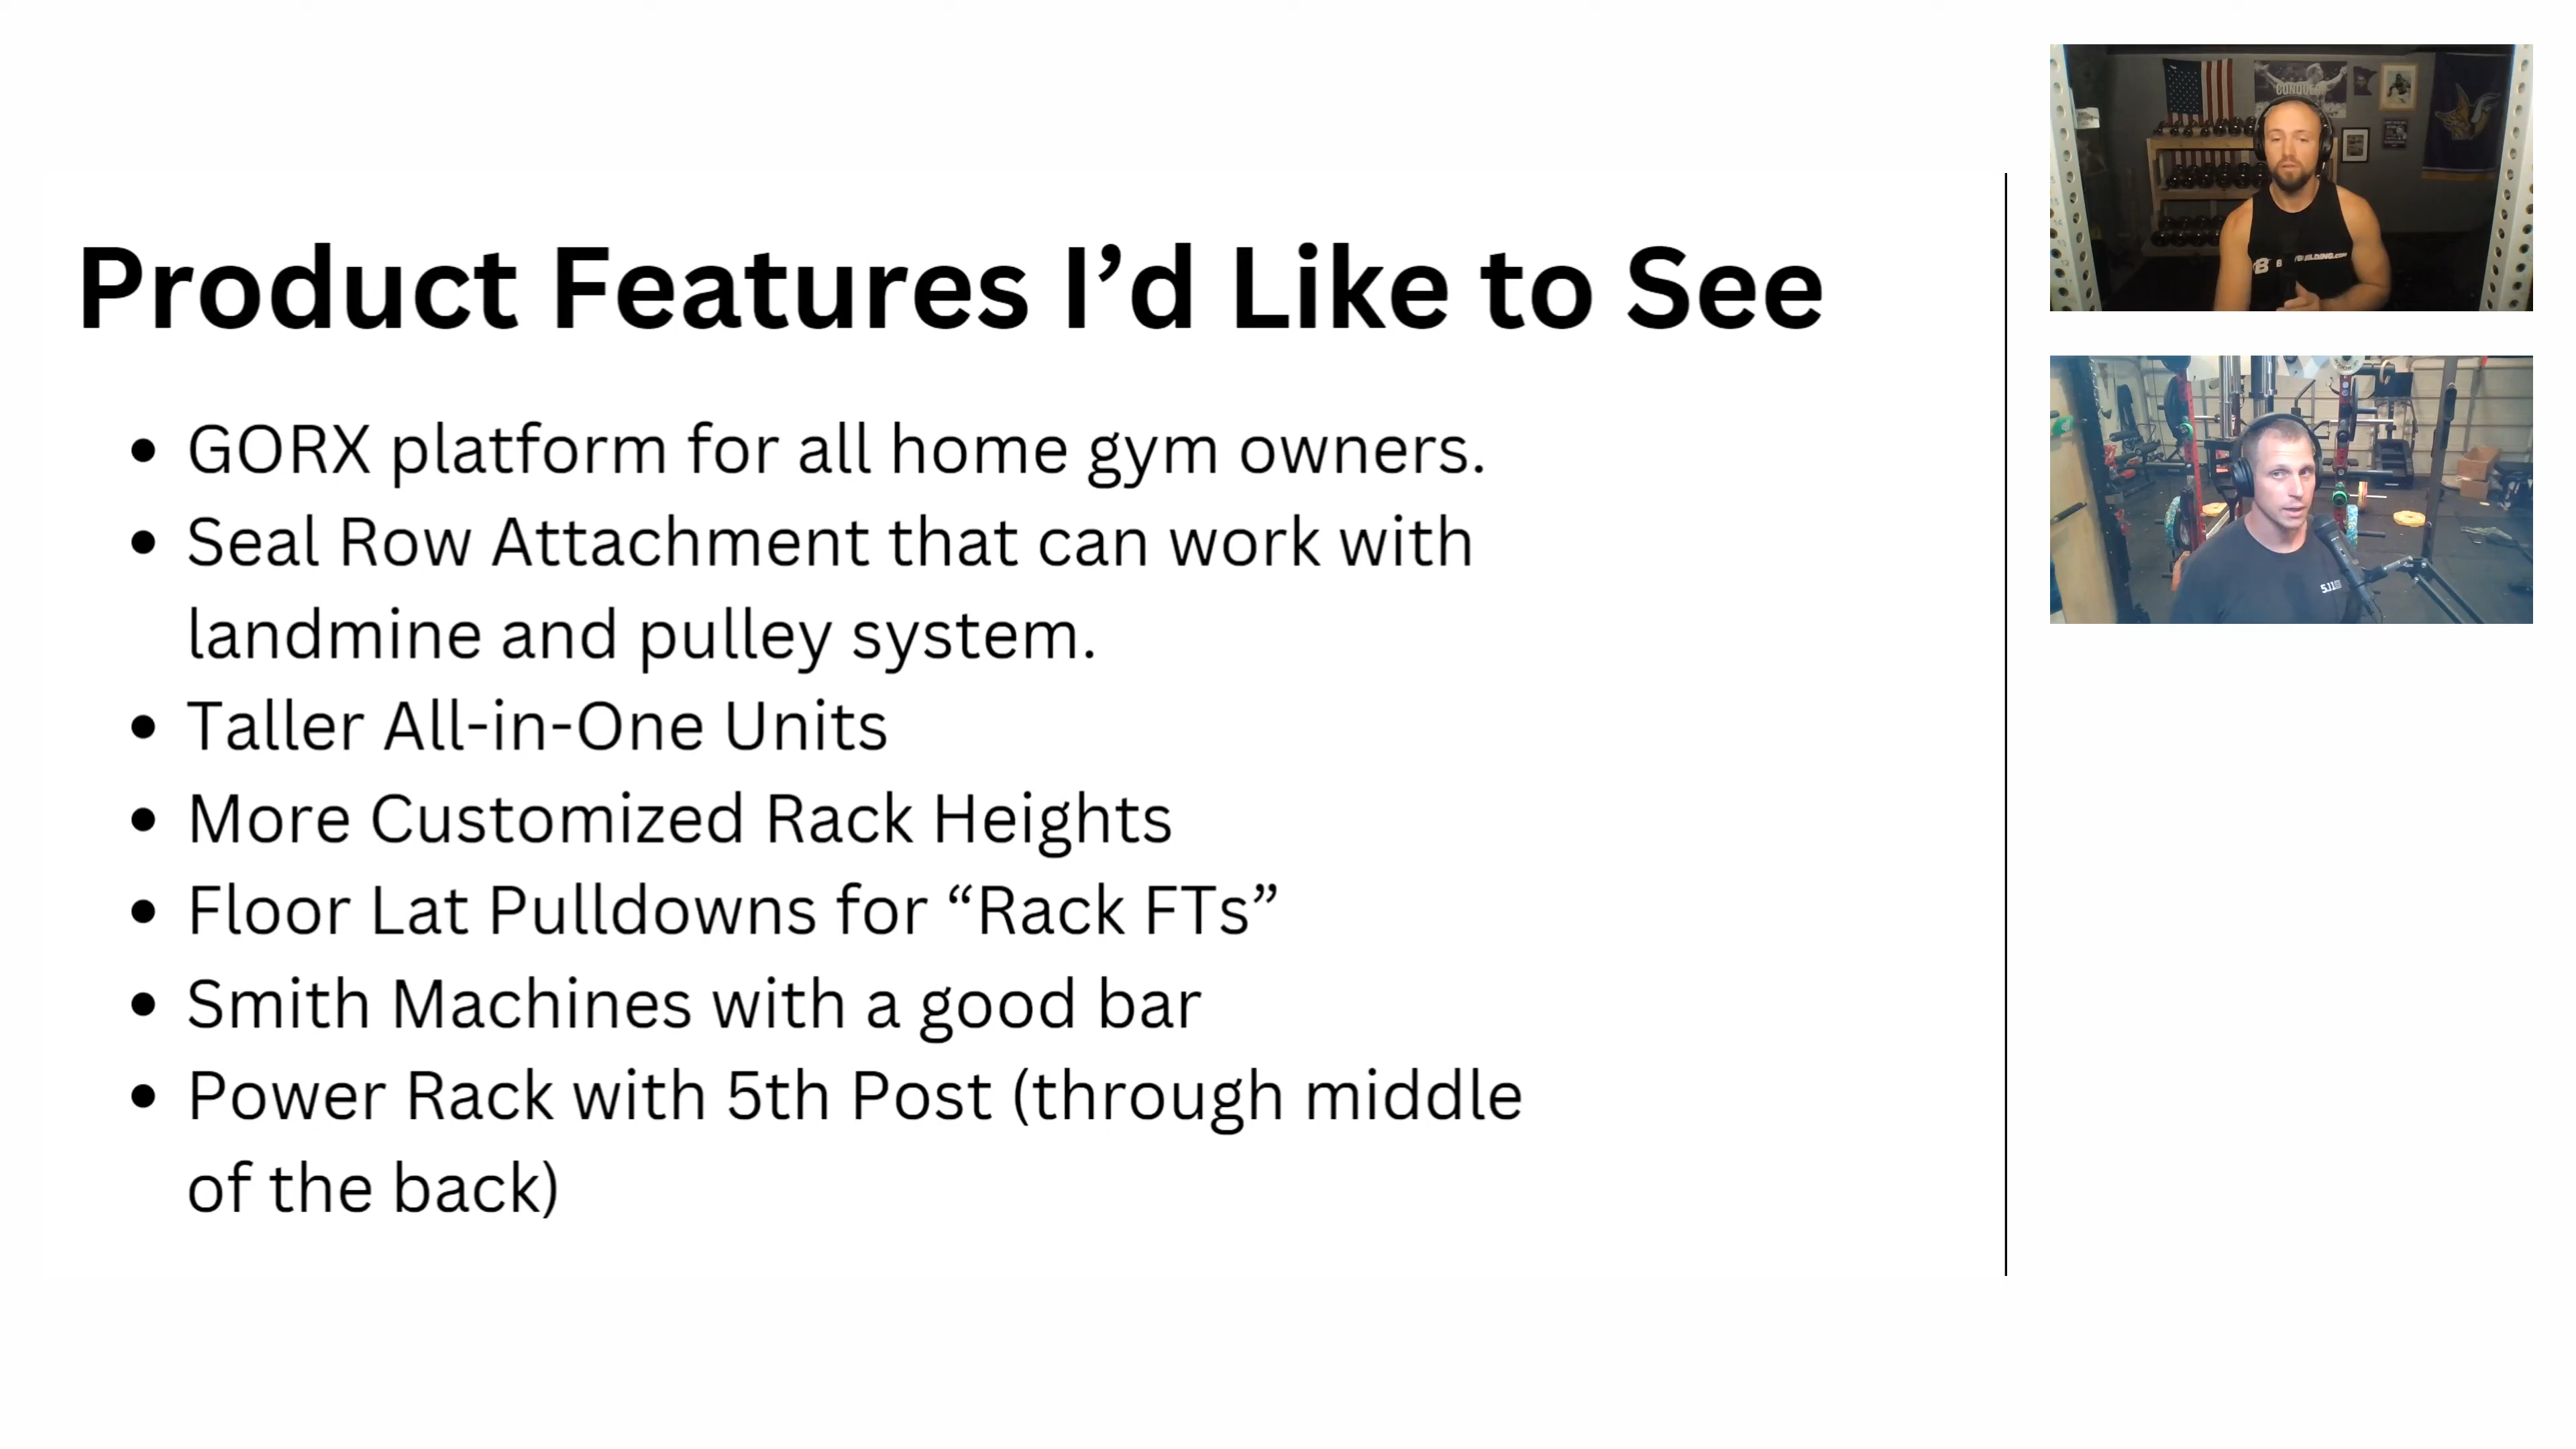 Product Features I’d Like to See
• GORX platform for all home gym owners.
• Seal Row Attachment that can work with
landmine and pulley system.
• Taller All-in-One Units
• More Customized Rack Heights
• Floor Lat Pulldowns for “Rack FTs”
• Smith Machines with a good bar
• Power Rack with 5th Post (through middle
of the back)